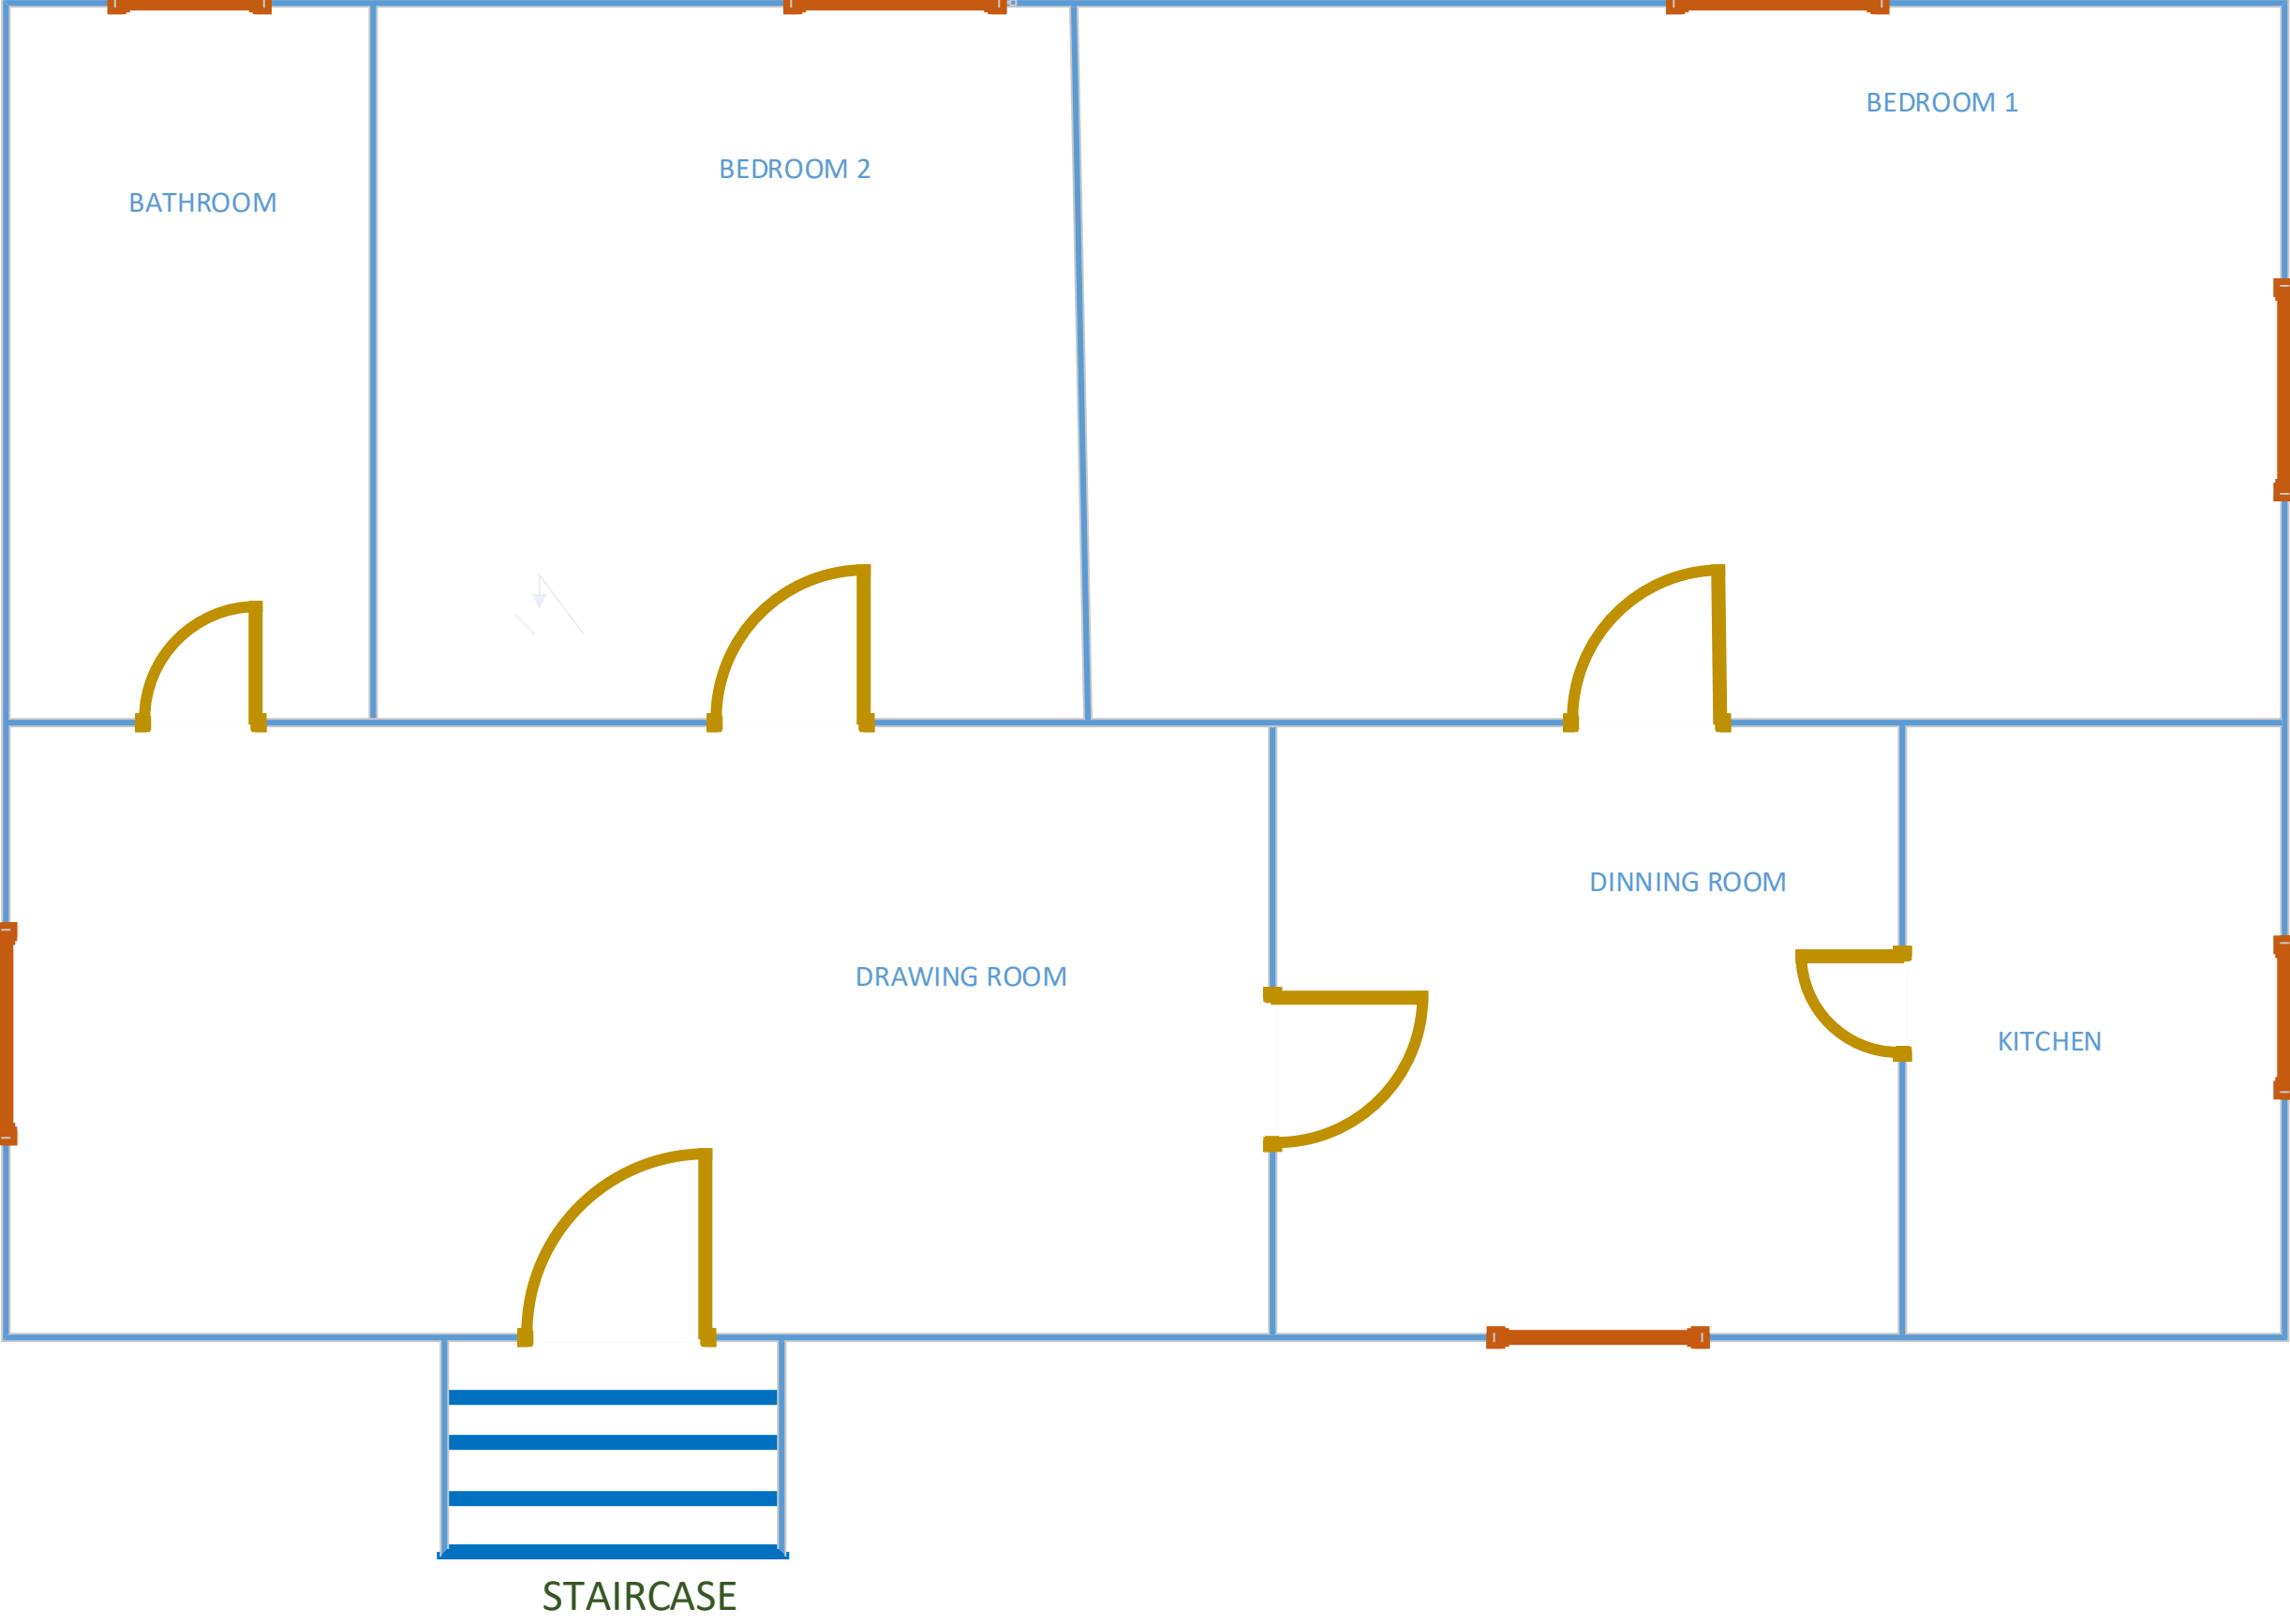 BEDROOM 1
BEDROOM 2
BATHROOM
DINNING ROOM
DRAWING ROOM
KITCHEN
STAIRCASE